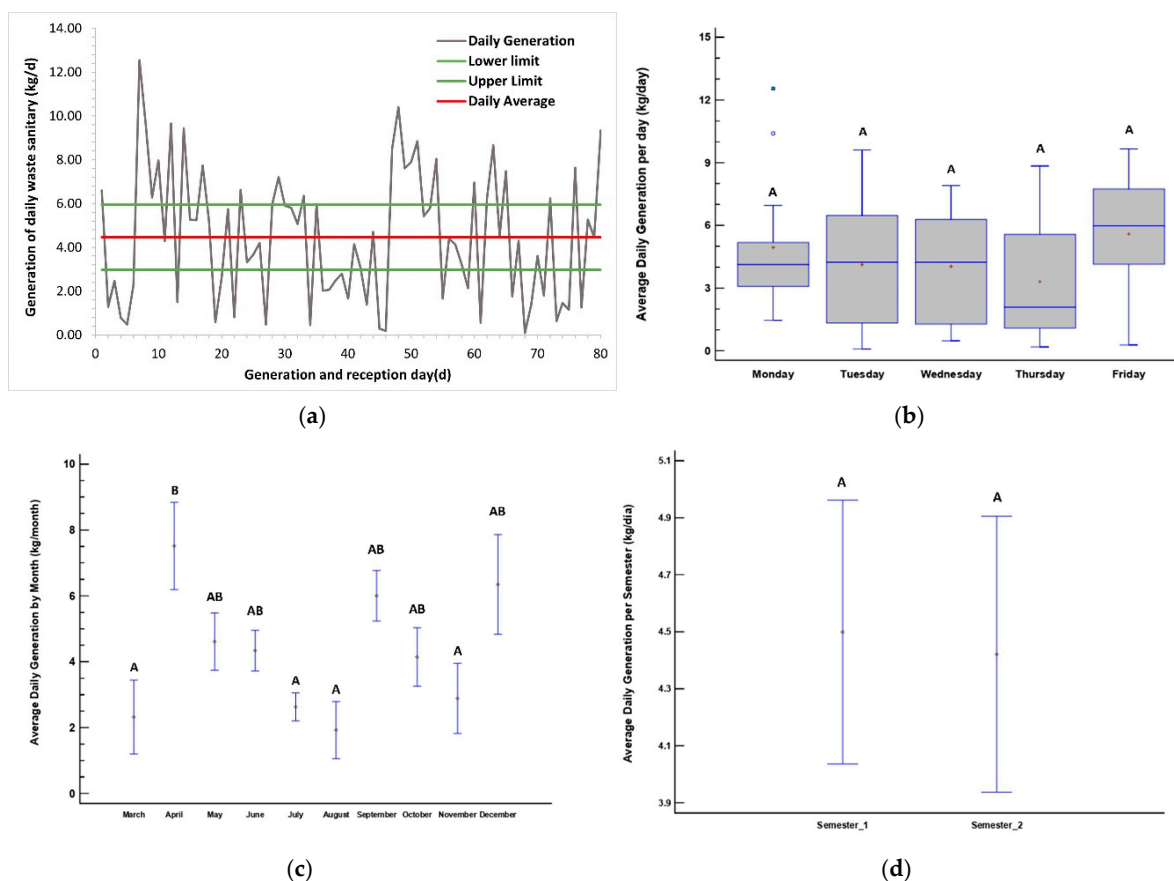 14.00
12.00
10.00
8.00
6.00
4.00
2.00
0.00
Generation of daily waste sanitary (kg/d)
Daily Generation
Lower limit
Upper Limit
Daily Average
0 10 20 30 40 50 60 70 80
Generation and reception day(d)
(a)
15
12
9
6
3
0
Average Daily Generation per day (kg/day)
A A A A A
Monday Tuesday Wednesday Thursday Friday
(b)
10
8
6
4
2
0
Average Daily Generation by Month (kg/month)
A B AB AB A A AB AB A AB
March April May June July August September October November December
(c)
5.1
4.9
4.7
4.5
4.3
4.1
3.9
Average Daily Generation per Semester (kg/día)
A A
Semester_1 Semester_2
(d)